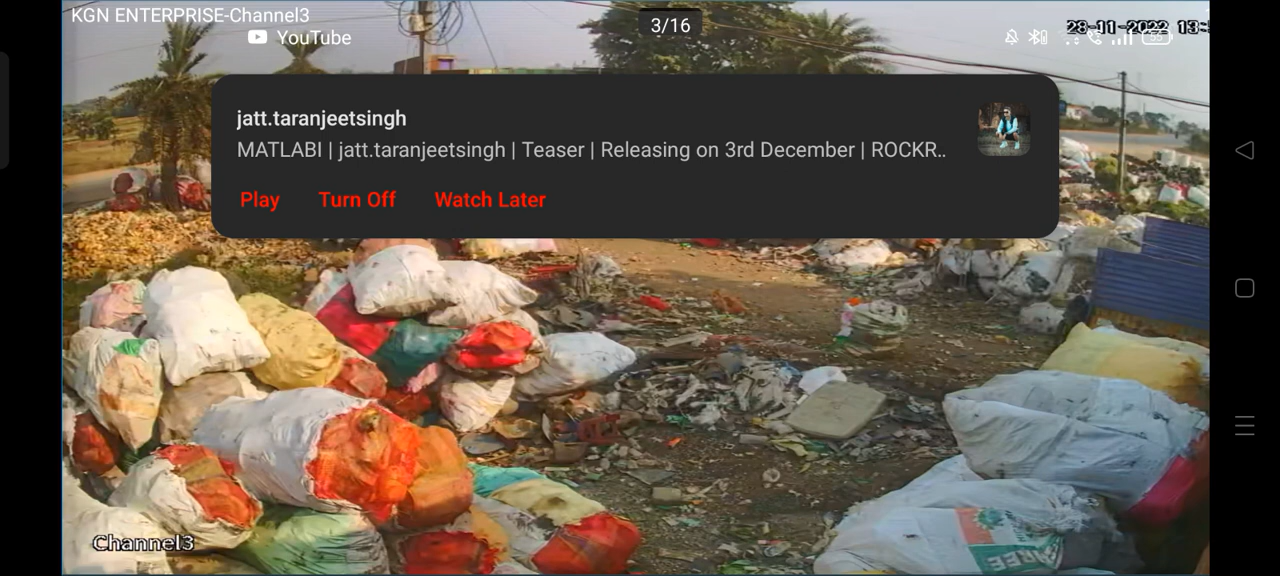 KGN ENTERPRISE-Channel3
3/16
28-11-2022 13:
YouTube
55
jatt.taranjeetsingh
MATLABI | jatt.taranjeetsingh | Teaser | Releasing on 3rd December | ROCKR..
Play Turn Off Watch Later
Channel3